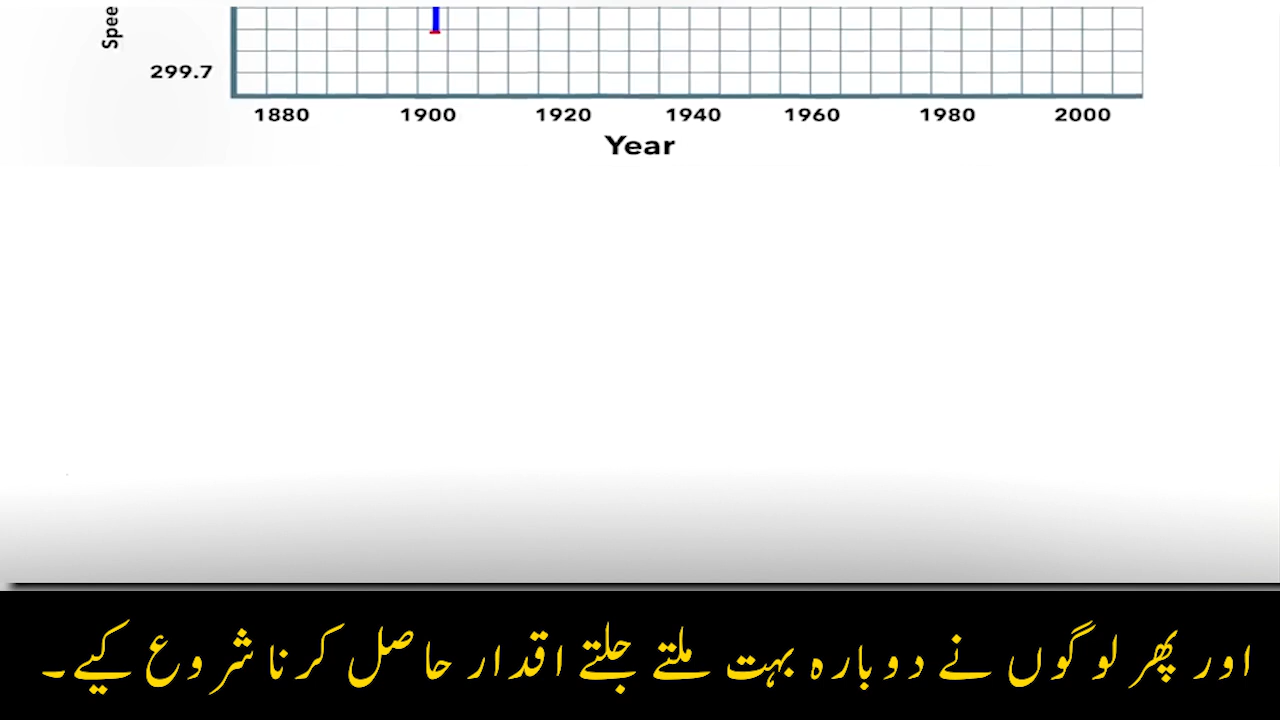 Spee
299.7
1880 1900 1920 1940 1960 1980 2000
Year
اور پھر لوگوں نے دوبارہ بہت ملتے جلتے اقدار حاصل کرنا شروع کیے۔